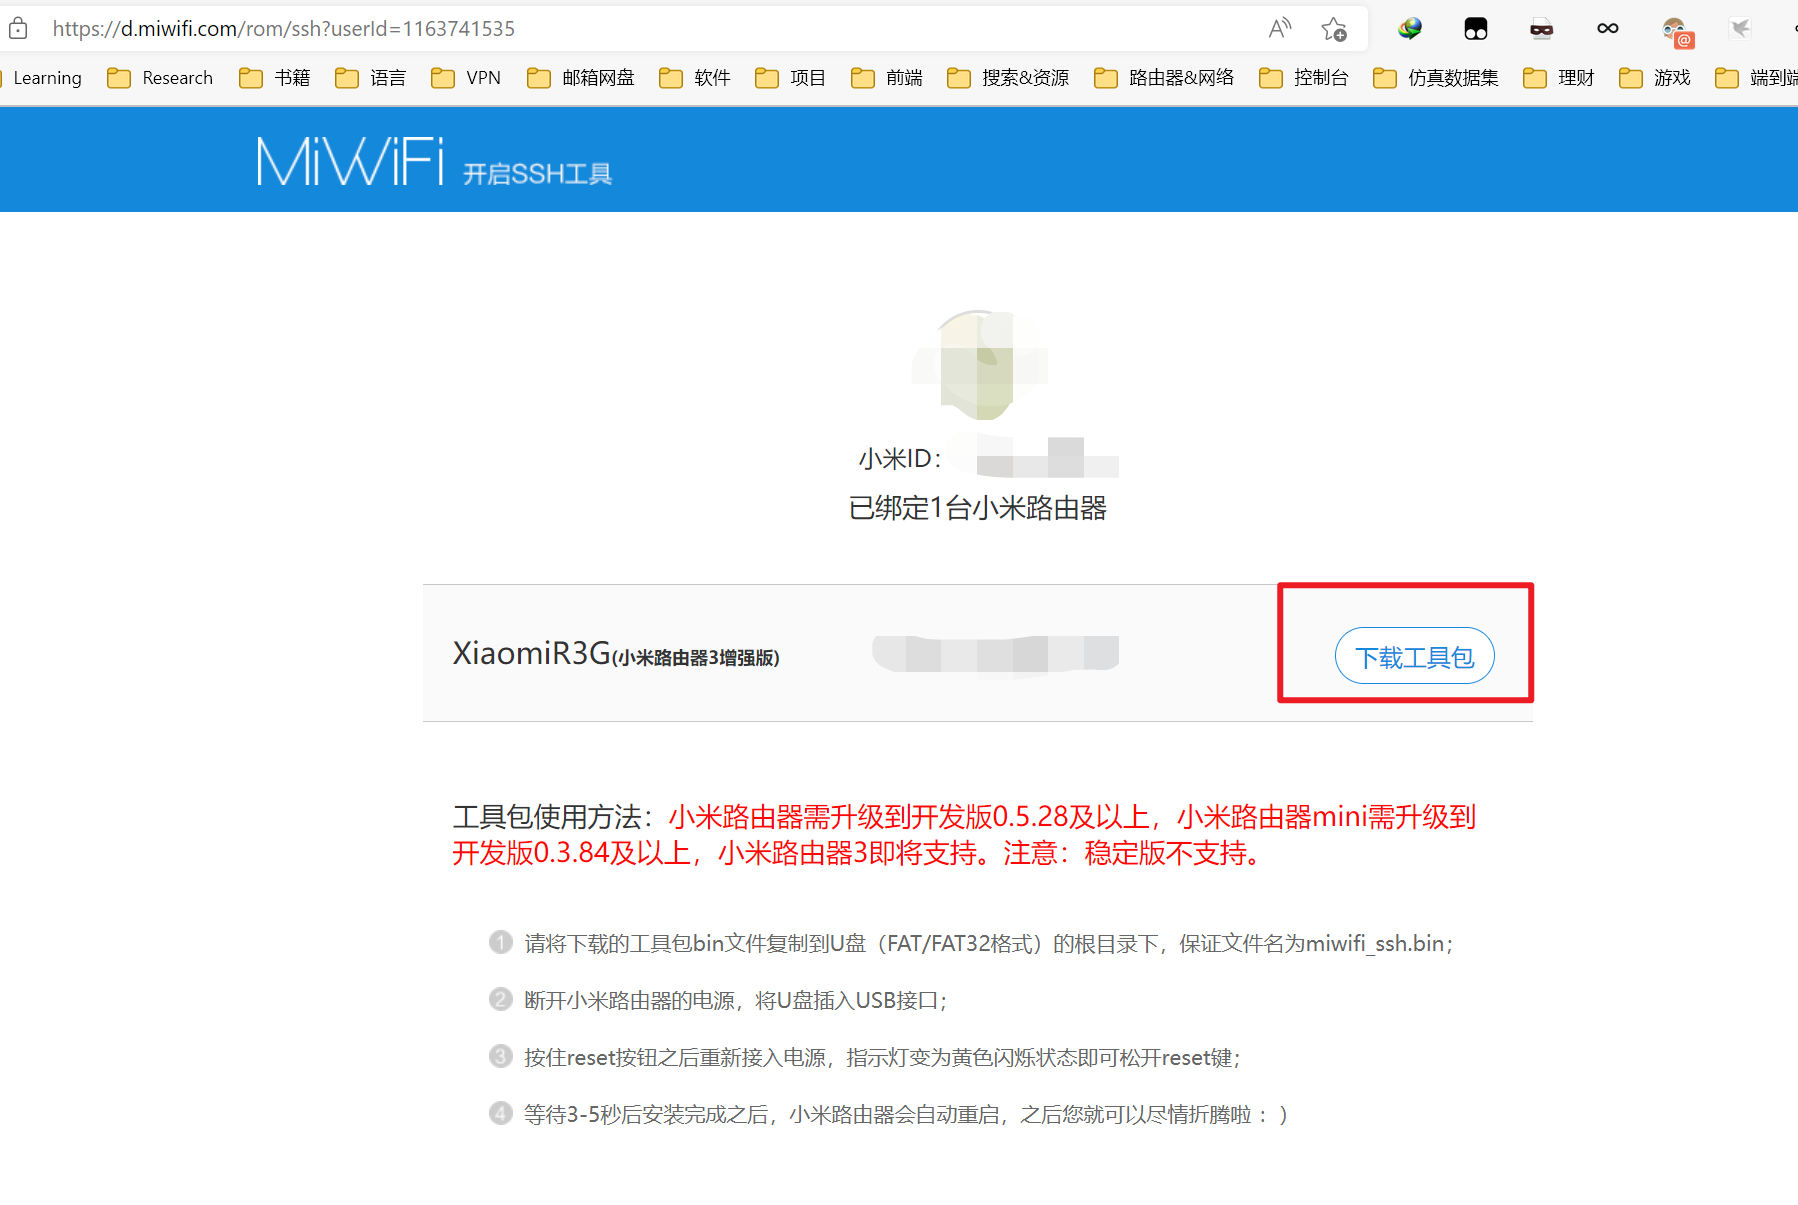 https://d.miwifi.com/rom/ssh?userId=1163741535
Learning Research 书籍 语言 VPN 邮箱网盘 软件 项目 前端 搜索&资源 路由器&网络 控制台 仿真数据集 理财 游戏 端到端
MiWiFi 开启SSH工具
小米ID：
已绑定1台小米路由器
XiaomiR3G(小米路由器3增强版)
下载工具包
工具包使用方法：小米路由器需升级到开发版0.5.28及以上，小米路由器mini需升级到
开发版0.3.84及以上，小米路由器3即将支持。注意：稳定版不支持。
1 请将下载的工具包bin文件复制到U盘（FAT/FAT32格式）的根目录下，保证文件名为miwifi_ssh.bin；
2 断开小米路由器的电源，将U盘插入USB接口；
3 按住reset按钮之后重新接入电源，指示灯变为黄色闪烁状态即可松开reset键；
4 等待3-5秒后安装完成之后，小米路由器会自动重启，之后您就可以尽情折腾啦 ：）